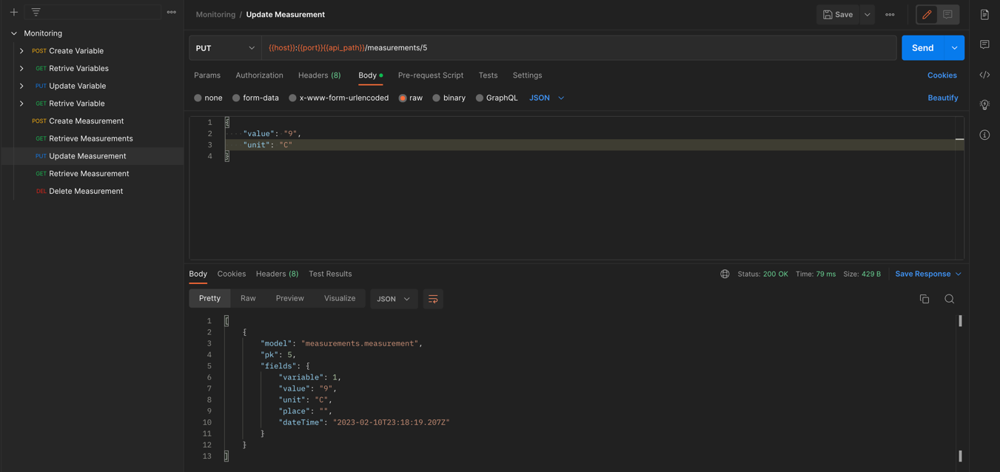 Monitoring
POST Create Variable
GET Retrive Variables
PUT Update Variable
GET Retrive Variable
POST Create Measurement
GET Retrieve Measurements
PUT Update Measurement
GET Retrieve Measurement
DEL Delete Measurement
Monitoring / Update Measurement
Save
PUT
{{host}}:{{port}}{{api_path}}/measurements/5
Send
Params Authorization Headers (8) Body Pre-request Script Tests Settings Cookies
none form-data x-www-form-urlencoded raw binary GraphQL JSON Beautify
1 {
2 "value": "9",
3 "unit": "C"
4 }
Body Cookies Headers (8) Test Results Status: 200 OK Time: 79 ms Size: 429 B Save Response
Pretty Raw Preview Visualize JSON
1 [
2 {
3 "model": "measurements.measurement",
4 "pk": 5,
5 "fields": {
6 "variable": 1,
7 "value": "9",
8 "unit": "C",
9 "place": "",
10 "dateTime": "2023-02-10T23:18:19.207Z"
11 }
12 }
13 ]